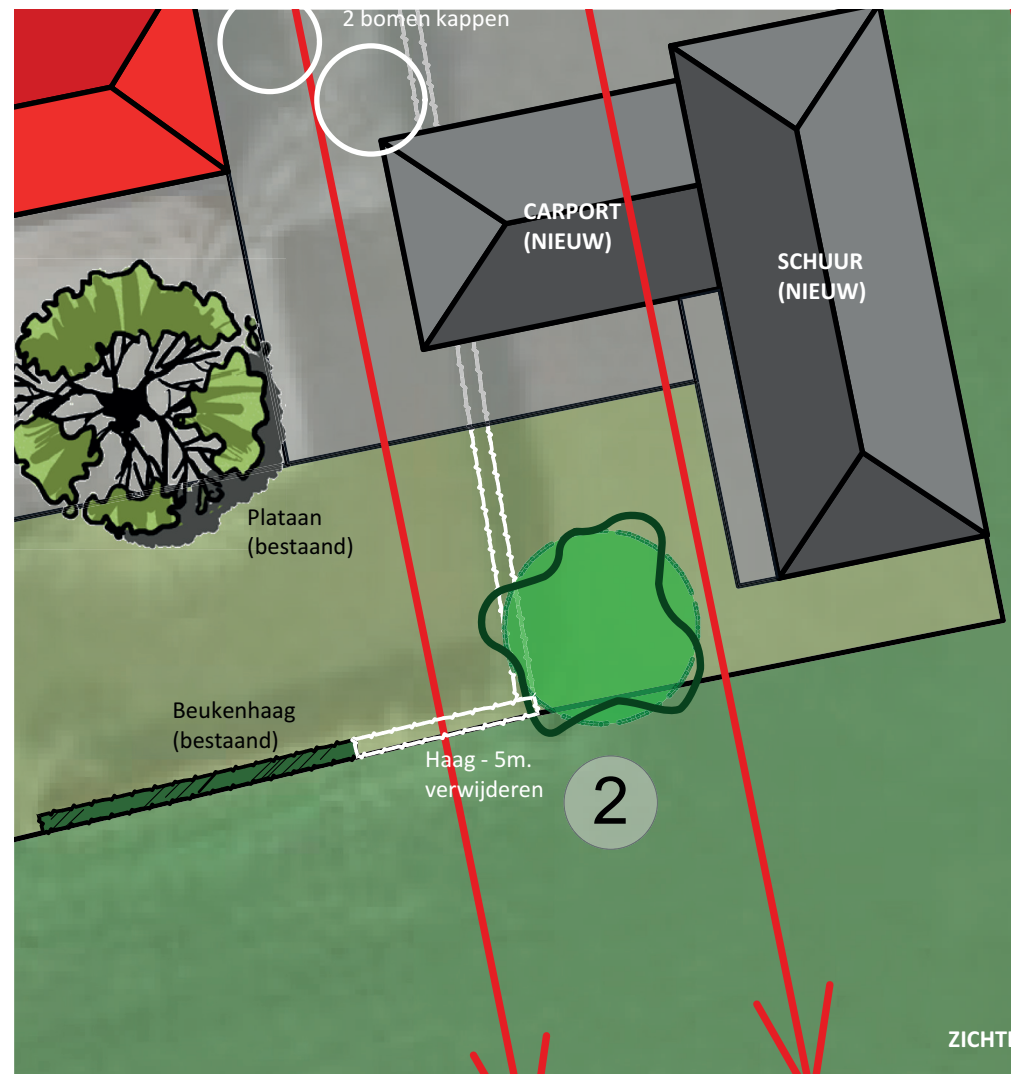 2 bomen kappen
CARPORT
(NIEUW)
SCHUUR
(NIEUW)
Plataan
(bestaand)
Beukenhaag
(bestaand)
Haag - 5m.
verwijderen
2